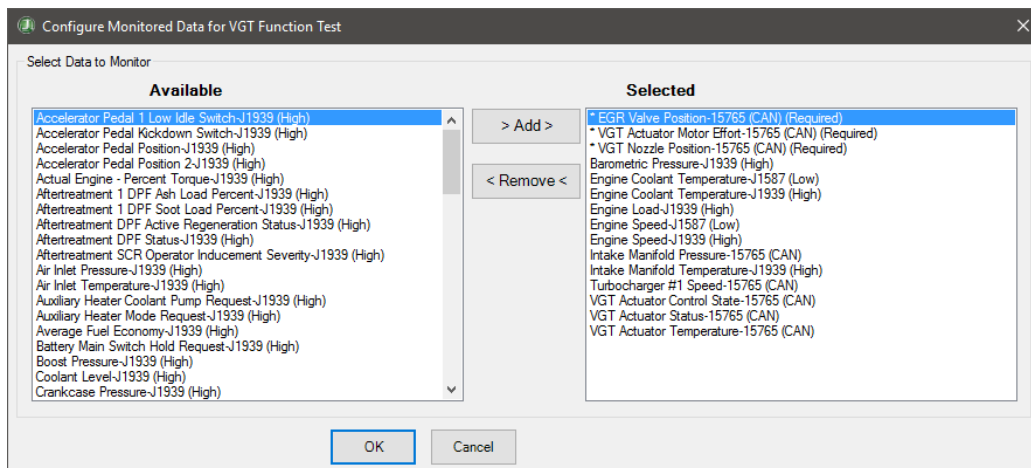 Configure Monitored Data for VGT Function Test
Select Data to Monitor
Available
Accelerator Pedal 1 Low Idle Switch-J1939 (High)
Accelerator Pedal Kickdown Switch-J1939 (High)
Accelerator Pedal Position-J1939 (High)
Accelerator Pedal Position 2-J1939 (High)
Actual Engine - Percent Torque-J1939 (High)
Aftertreatment 1 DPF Ash Load Percent-J1939 (High)
Aftertreatment 1 DPF Soot Load Percent-J1939 (High)
Aftertreatment DPF Active Regeneration Status-J1939 (High)
Aftertreatment DPF Status-J1939 (High)
Aftertreatment SCR Operator Inducement Severity-J1939 (High)
Air Inlet Pressure-J1939 (High)
Air Inlet Temperature-J1939 (High)
Auxiliary Heater Coolant Pump Request-J1939 (High)
Auxiliary Heater Mode Request-J1939 (High)
Average Fuel Economy-J1939 (High)
Battery Main Switch Hold Request-J1939 (High)
Boost Pressure-J1939 (High)
Coolant Level-J1939 (High)
Crankcase Pressure-J1939 (High)
> Add >
< Remove <
Selected
* EGR Valve Position-15765 (CAN) (Required)
* VGT Actuator Motor Effort-15765 (CAN) (Required)
* VGT Nozzle Position-15765 (CAN) (Required)
Barometric Pressure-J1939 (High)
Engine Coolant Temperature-J1587 (Low)
Engine Coolant Temperature-J1939 (High)
Engine Load-J1939 (High)
Engine Speed-J1587 (Low)
Engine Speed-J1939 (High)
Intake Manifold Pressure-15765 (CAN)
Intake Manifold Temperature-J1939 (High)
Turbocharger #1 Speed-15765 (CAN)
VGT Actuator Control State-15765 (CAN)
VGT Actuator Status-15765 (CAN)
VGT Actuator Temperature-15765 (CAN)
OK
Cancel